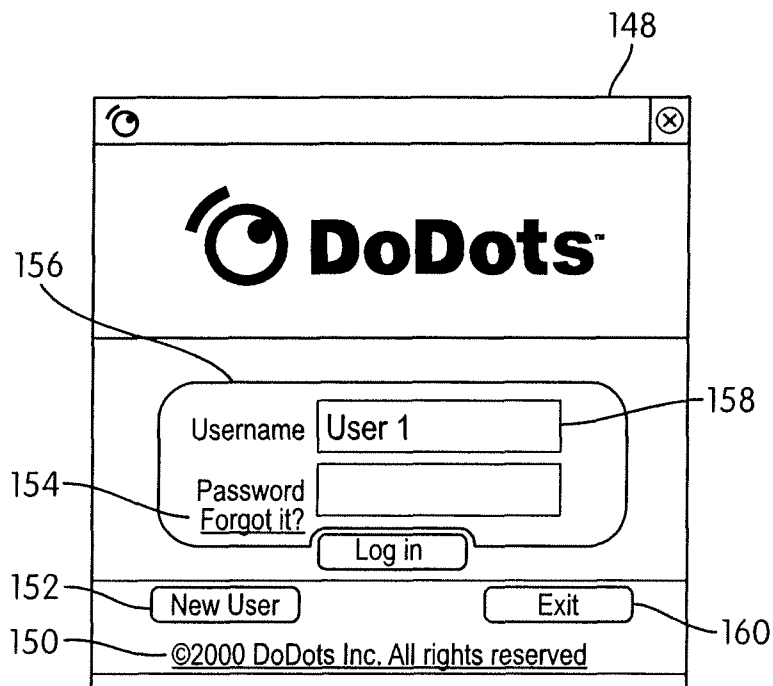 148
DoDots™
156
Username User 1
158
Password
154
Forgot it?
Log in
152
New User Exit
160
150
©2000 DoDots Inc. All rights reserved